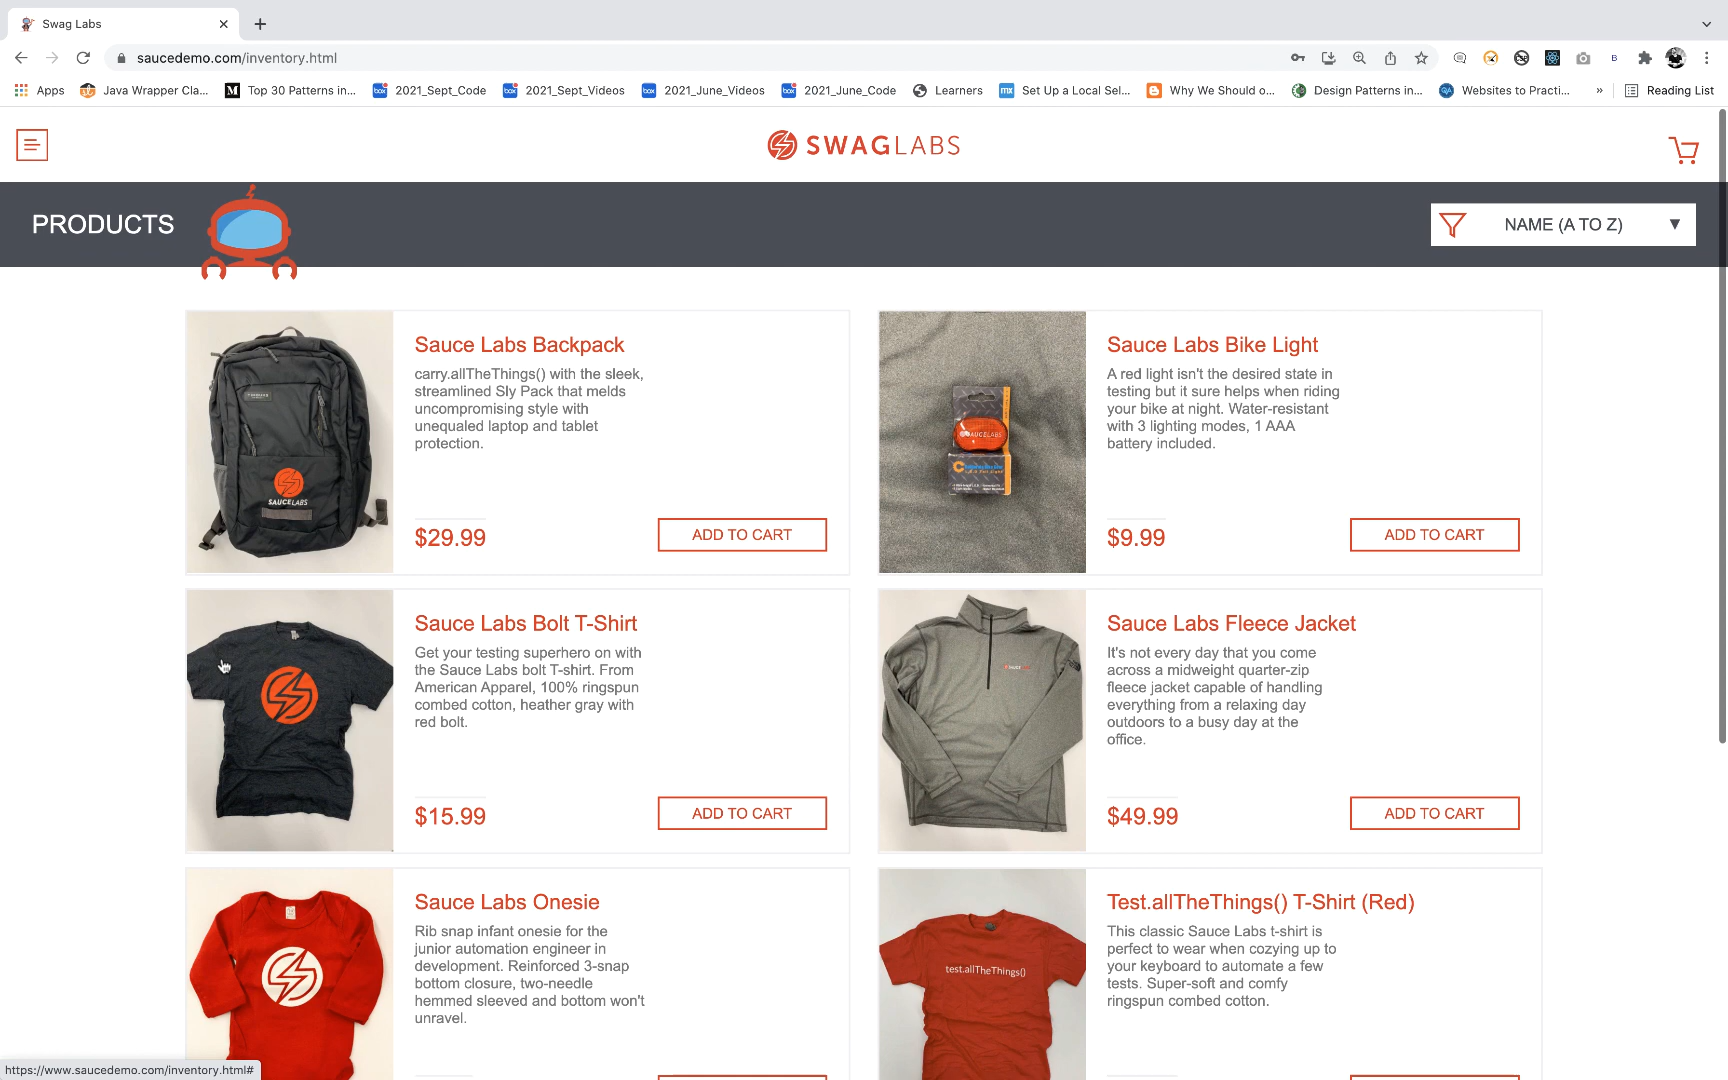 Swag Labs
saucedemo.com/inventory.html
Apps
Java Wrapper Cla...
Top 30 Patterns in...
2021_Sept_Code
2021_Sept_Videos
2021_June_Videos
2021_June_Code
Learners
Set Up a Local Sel...
Why We Should o...
Design Patterns in...
Websites to Practi...
»
Reading List
SWAGLABS
PRODUCTS
NAME (A TO Z)
Sauce Labs Backpack
carry.allTheThings() with the sleek,
streamlined Sly Pack that melds
uncompromising style with
unequaled laptop and tablet
protection.
$29.99
ADD TO CART
SAUCELABS
Sauce Labs Bike Light
A red light isn't the desired state in
testing but it sure helps when riding
your bike at night. Water-resistant
with 3 lighting modes, 1 AAA
battery included.
$9.99
ADD TO CART
SAUCELABS
Sauce Labs Bolt T-Shirt
Get your testing superhero on with
the Sauce Labs bolt T-shirt. From
American Apparel, 100% ringspun
combed cotton, heather gray with
red bolt.
$15.99
ADD TO CART
Sauce Labs Fleece Jacket
It's not every day that you come
across a midweight quarter-zip
fleece jacket capable of handling
everything from a relaxing day
outdoors to a busy day at the
office.
$49.99
ADD TO CART
Sauce Labs Onesie
Rib snap infant onesie for the
junior automation engineer in
development. Reinforced 3-snap
bottom closure, two-needle
hemmed sleeved and bottom won't
unravel.
Test.allTheThings() T-Shirt (Red)
This classic Sauce Labs t-shirt is
perfect to wear when cozying up to
your keyboard to automate a few
tests. Super-soft and comfy
ringspun combed cotton.
test.allTheThings()
https://www.saucedemo.com/inventory.html#